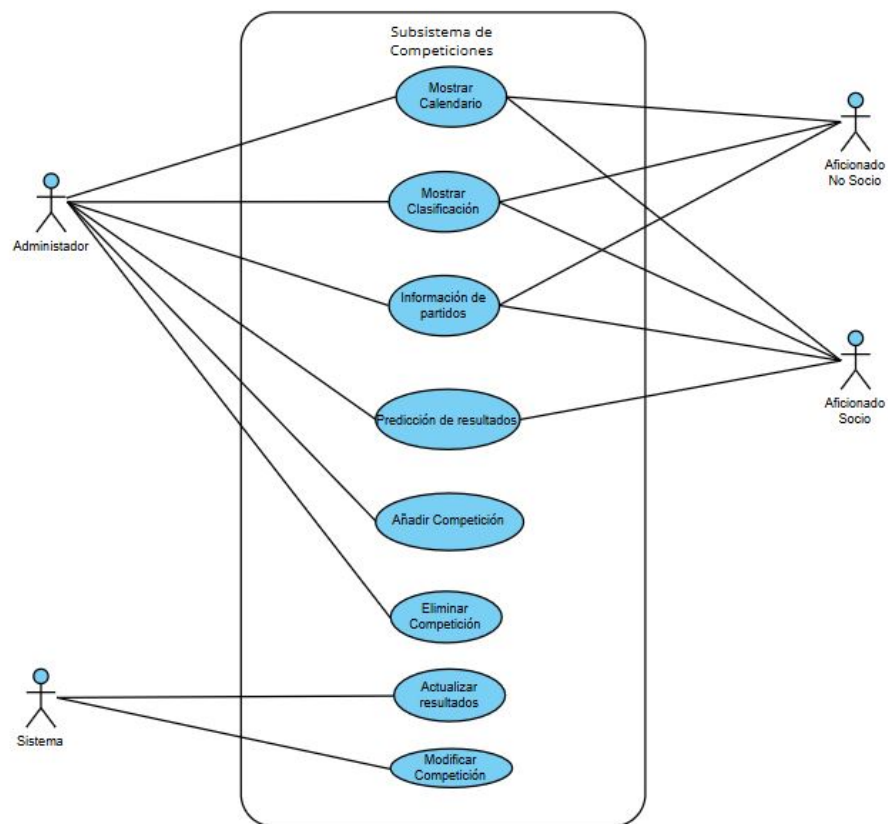 Subsistema de
Competiciones
Mostrar
Calendario
Aficionado
No Socio
Mostrar
Clasificación
Administador
Información de
partidos
Aficionado
Socio
Predicción de resultados
Añadir Competición
Eliminar
Competición
Actualizar
resultados
Sistema
Modificar
Competición